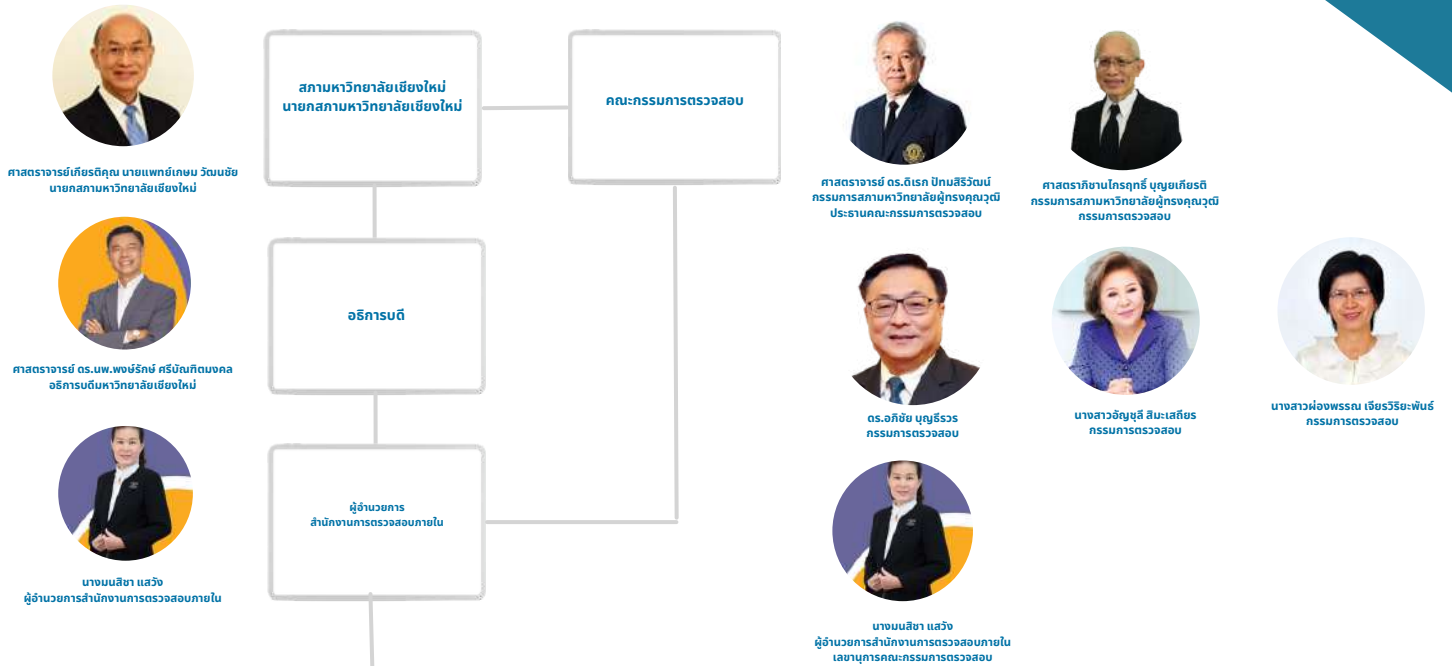 สภามหาวิทยาลัยเชียงใหม่
นายกสภามหาวิทยาลัยเชียงใหม่
คณะกรรมการตรวจสอบ
ศาสตราจารย์เกียรติคุณ นายแพทย์เกษม วัฒนชัย
นายกสภามหาวิทยาลัยเชียงใหม่
ศาสตราจารย์ ดร.ดิเรก ปัทมสิริวัฒน์
กรรมการสภามหาวิทยาลัยผู้ทรงคุณวุฒิ
ประธานคณะกรรมการตรวจสอบ
ศาสตราภิชานไกรฤทธิ์ บุญยเกียรติ
กรรมการสภามหาวิทยาลัยผู้ทรงคุณวุฒิ
กรรมการตรวจสอบ
อธิการบดี
ศาสตราจารย์ ดร.นพ.พงษ์รักษ์ ศรีบัณฑิตมงคล
อธิการบดีมหาวิทยาลัยเชียงใหม่
ดร.อภิชัย บุญธีรวร
กรรมการตรวจสอบ
นางสาวอัญชุลี สิมะเสถียร
กรรมการตรวจสอบ
นางสาวผ่องพรรณ เจียรวิริยะพันธ์
กรรมการตรวจสอบ
ผู้อำนวยการ
สำนักงานการตรวจสอบภายใน
นางมนสิชา แสวัง
ผู้อำนวยการสำนักงานการตรวจสอบภายใน
นางมนสิชา แสวัง
ผู้อำนวยการสำนักงานการตรวจสอบภายใน
เลขานุการคณะกรรมการตรวจสอบ